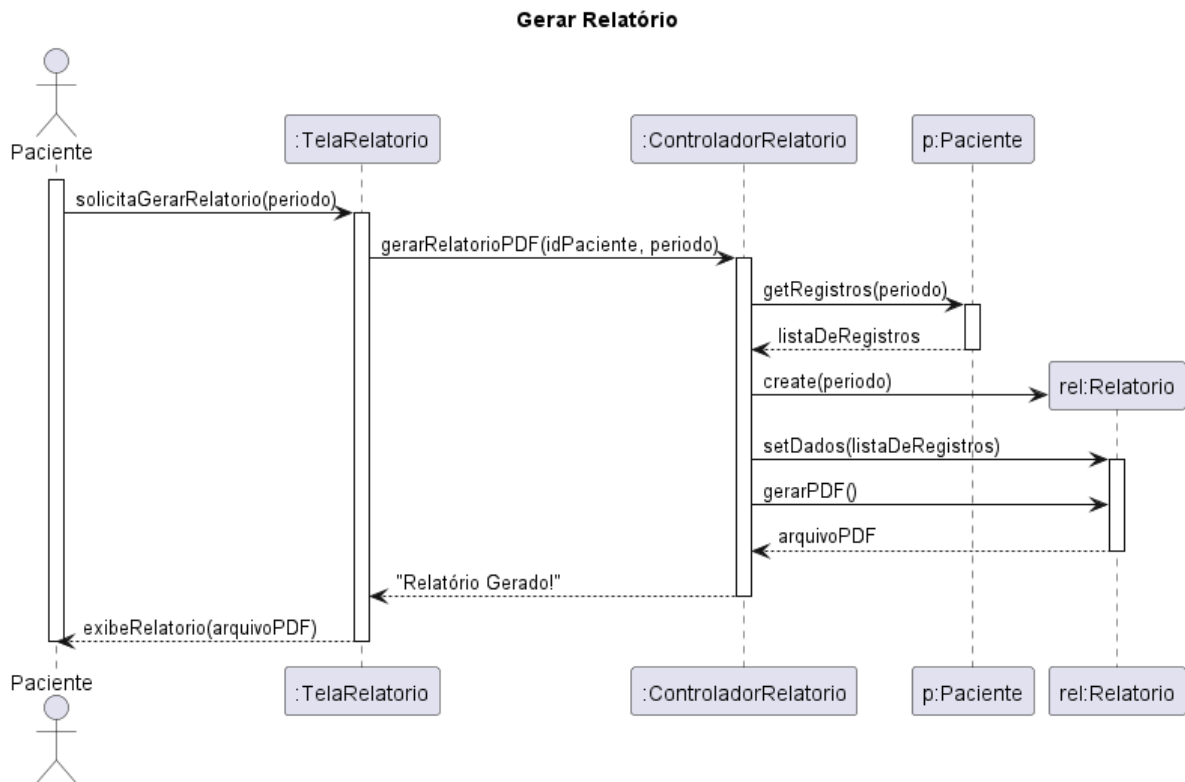 Gerar Relatório
Paciente
:TelaRelatorio
:ControladorRelatorio
p:Paciente
solicitaGerarRelatorio(periodo)
gerarRelatorioPDF(idPaciente, periodo)
getRegistros(periodo)
listaDeRegistros
create(periodo)
rel:Relatorio
setDados(listaDeRegistros)
gerarPDF()
arquivoPDF
"Relatório Gerado!"
exibeRelatorio(arquivoPDF)
Paciente
:TelaRelatorio
:ControladorRelatorio
p:Paciente
rel:Relatorio